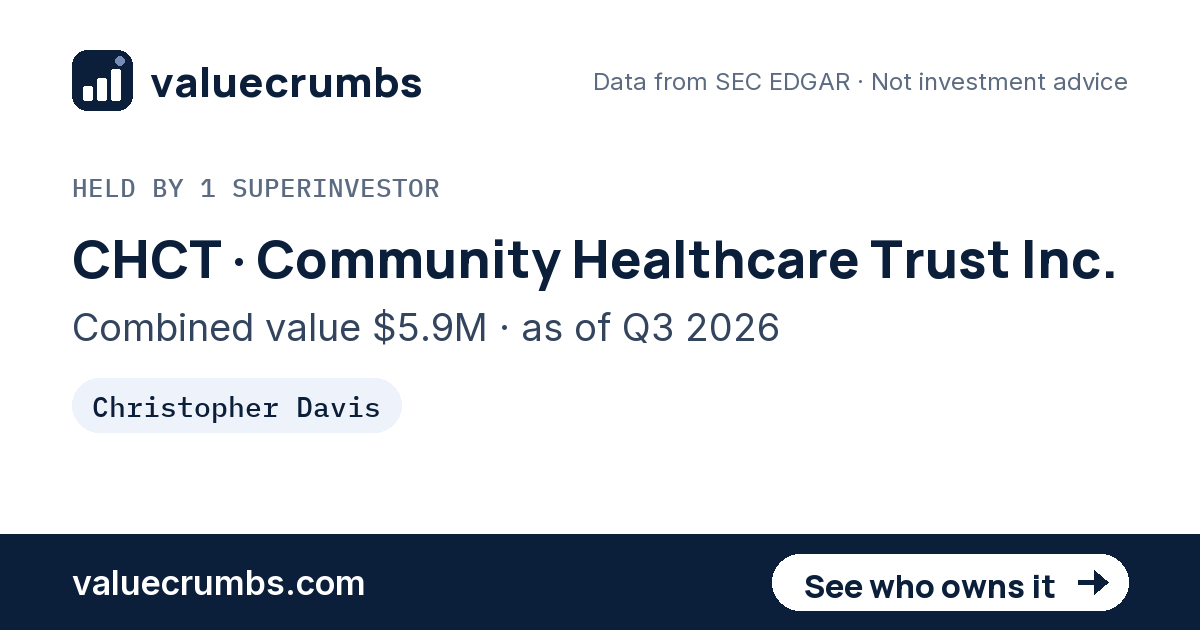 valuecrumbs
Data from SEC EDGAR · Not investment advice
HELD BY 1 SUPERINVESTOR
CHCT · Community Healthcare Trust Inc.
Combined value $5.9M · as of Q3 2026
Christopher Davis
valuecrumbs.com
See who owns it →